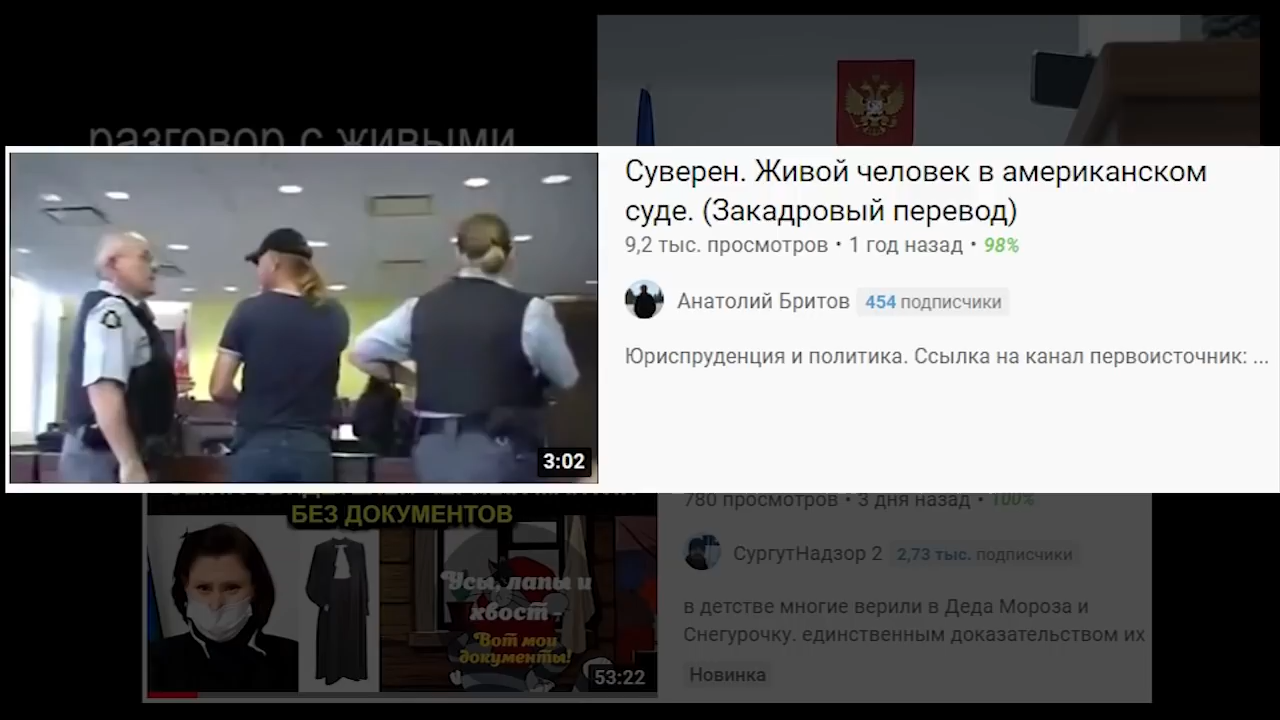 разговор с живыми
Суверен. Живой человек в американском
суде. (Закадровый перевод)
9,2 тыс. просмотров • 1 год назад • 98%
Анатолий Бритов 454 подписчики
Юриспруденция и политика. Ссылка на канал первоисточник: ...
3:02
БЕЗ ДОКУМЕНТОВ
780 просмотров • 3 дня назад • 100%
СургутНадзор 2 2,73 тыс. подписчики
Усы, лапы и
хвост -
Вот мои
документы!
53:22
в детстве многие верили в Деда Мороза и
Снегурочку. единственным доказательством их
Новинка